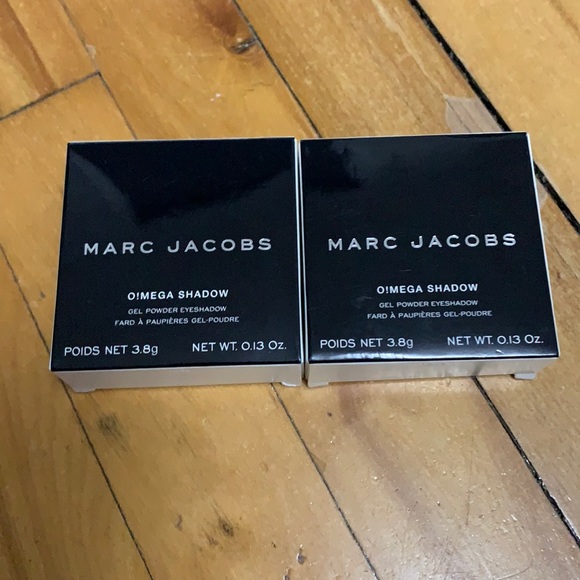 MARC JACOBS
O!MEGA SHADOW
GEL POWDER EYESHADOW
FARD À PAUPIÈRES GEL-POUDRE
POIDS NET 3.8g NET WT. 0.13 Oz.
MARC JACOBS
O!MEGA SHADOW
GEL POWDER EYESHADOW
FARD À PAUPIÈRES GEL-POUDRE
POIDS NET 3.8g NET WT. 0.13 Oz.